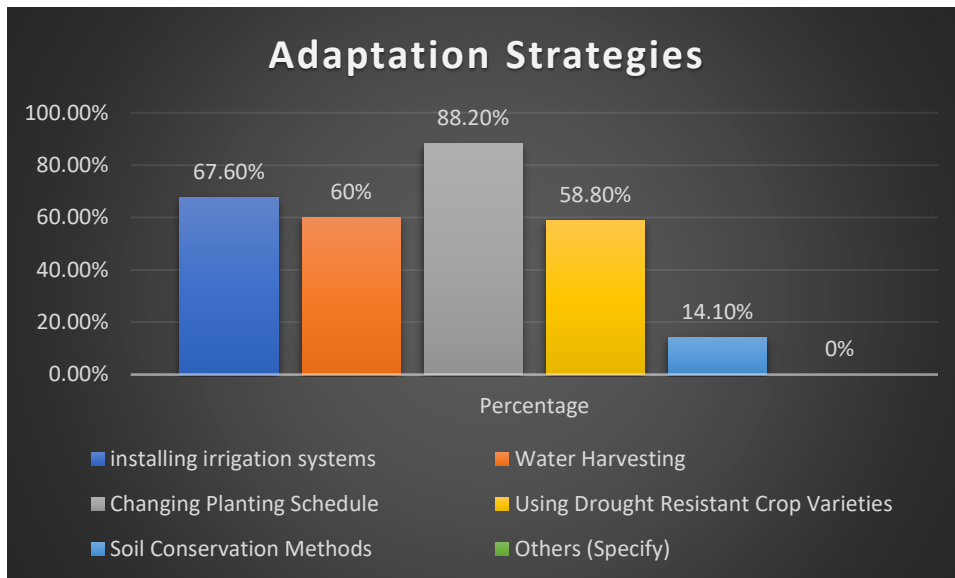 Adaptation Strategies
100.00%
80.00%
60.00%
40.00%
20.00%
0.00%
67.60%
60%
88.20%
58.80%
14.10%
0%
Percentage
installing irrigation systems
Water Harvesting
Changing Planting Schedule
Using Drought Resistant Crop Varieties
Soil Conservation Methods
Others (Specify)